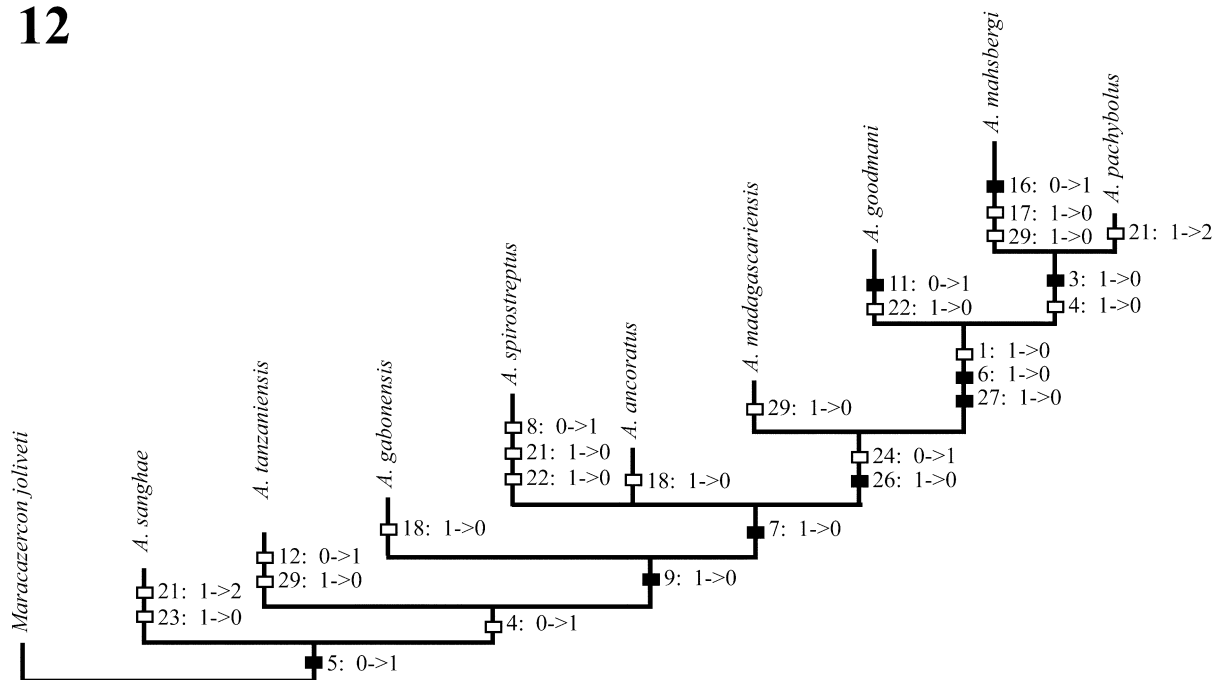 12
A. mahsbergi
A. pachybolus
16: 0->1
17: 1->0
29: 1->0
21: 1->2
A. goodmani
3: 1->0
4: 1->0
11: 0->1
22: 1->0
A. madagascariensis
1: 1->0
6: 1->0
27: 1->0
A. spirostreptus
29: 1->0
A. ancoratus
8: 0->1
21: 1->0
22: 1->0
24: 0->1
26: 1->0
18: 1->0
A. gabonensis
A. tanzaniensis
18: 1->0
7: 1->0
A. sanghae
12: 0->1
29: 1->0
9: 1->0
Maracazercon joliveti
21: 1->2
23: 1->0
4: 0->1
5: 0->1